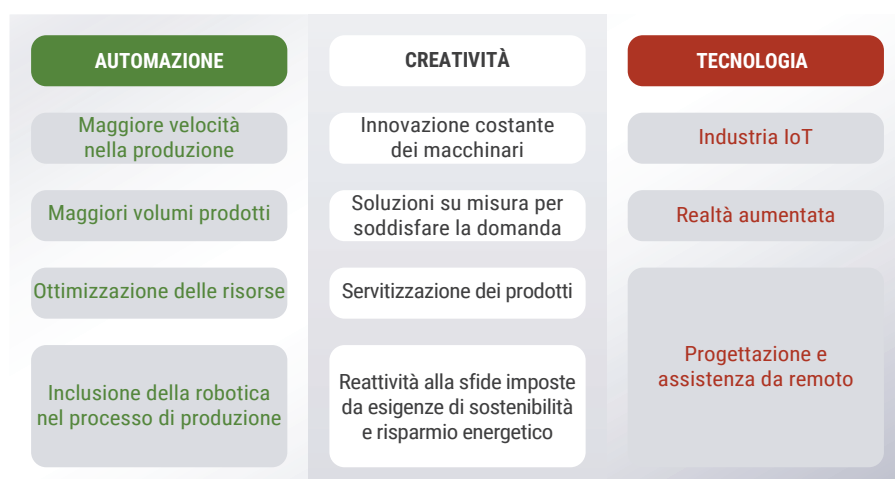 AUTOMAZIONE
Maggiore velocità
nella produzione
Maggiori volumi prodotti
Ottimizzazione delle risorse
Inclusione della robotica
nel processo di produzione
CREATIVITÀ
Innovazione costante
dei macchinari
Soluzioni su misura per
soddisfare la domanda
Servitizzazione dei prodotti
Reattività alla sfide imposte
da esigenze di sostenibilità
e risparmio energetico
TECNOLOGIA
Industria IoT
Realtà aumentata
Progettazione e
assistenza da remoto